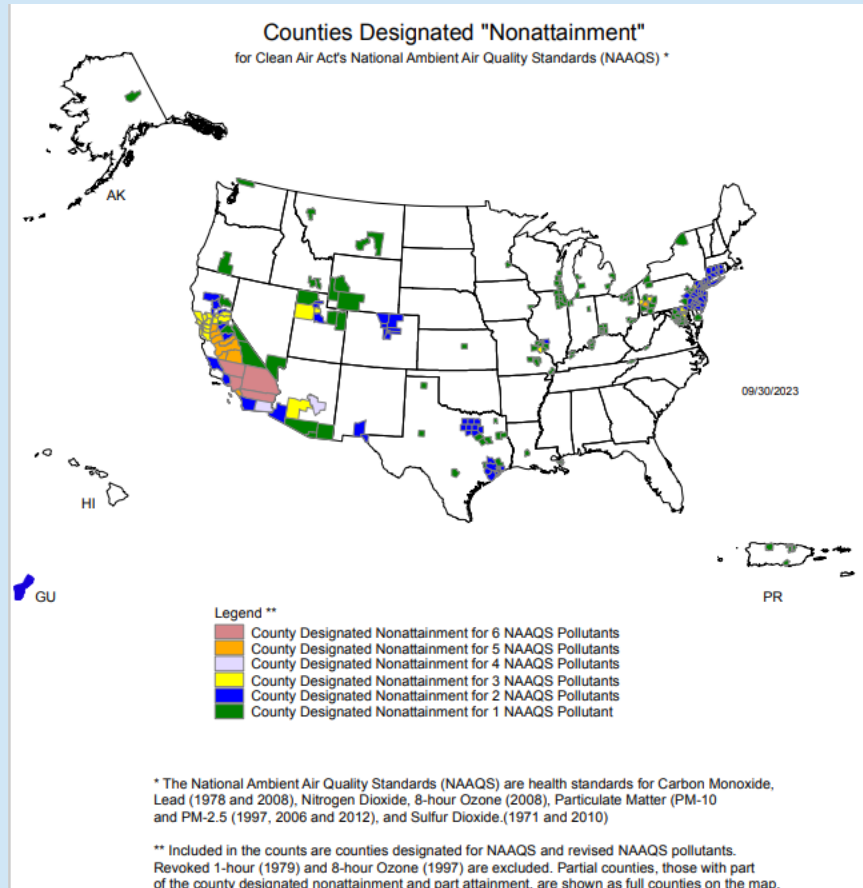 Counties Designated "Nonattainment"
for Clean Air Act's National Ambient Air Quality Standards (NAAQS) *
AK
09/30/2023
HI
GU
PR
Legend **
County Designated Nonattainment for 6 NAAQS Pollutants
County Designated Nonattainment for 5 NAAQS Pollutants
County Designated Nonattainment for 4 NAAQS Pollutants
County Designated Nonattainment for 3 NAAQS Pollutants
County Designated Nonattainment for 2 NAAQS Pollutants
County Designated Nonattainment for 1 NAAQS Pollutant
* The National Ambient Air Quality Standards (NAAQS) are health standards for Carbon Monoxide,
Lead (1978 and 2008), Nitrogen Dioxide, 8-hour Ozone (2008), Particulate Matter (PM-10
and PM-2.5 (1997, 2006 and 2012), and Sulfur Dioxide.(1971 and 2010)
** Included in the counts are counties designated for NAAQS and revised NAAQS pollutants.
Revoked 1-hour (1979) and 8-hour Ozone (1997) are excluded. Partial counties, those with part
of the county designated nonattainment and part attainment, are shown as full counties on the map.